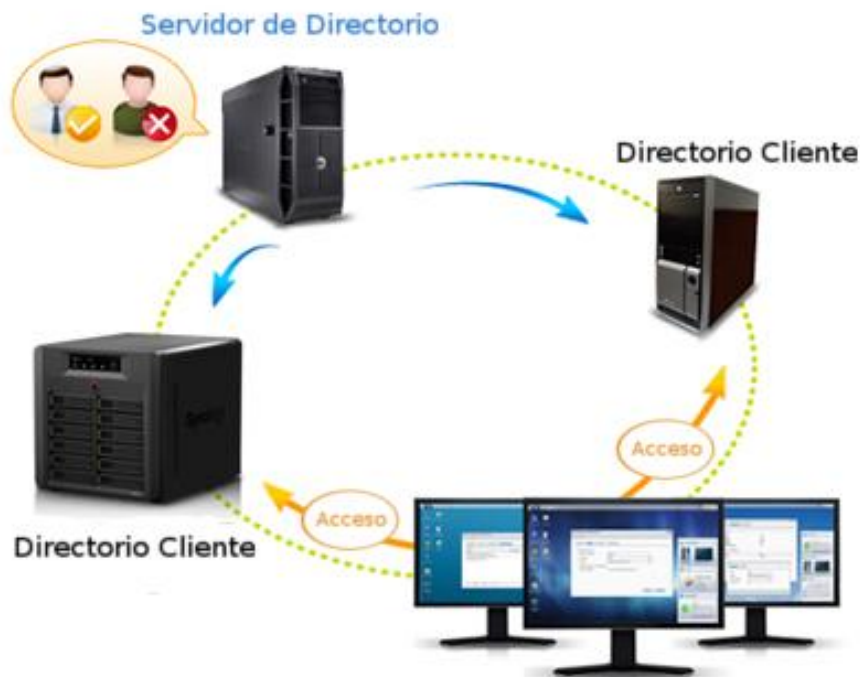 Servidor de Directorio
Directorio Cliente
Acceso
Acceso
Directorio Cliente